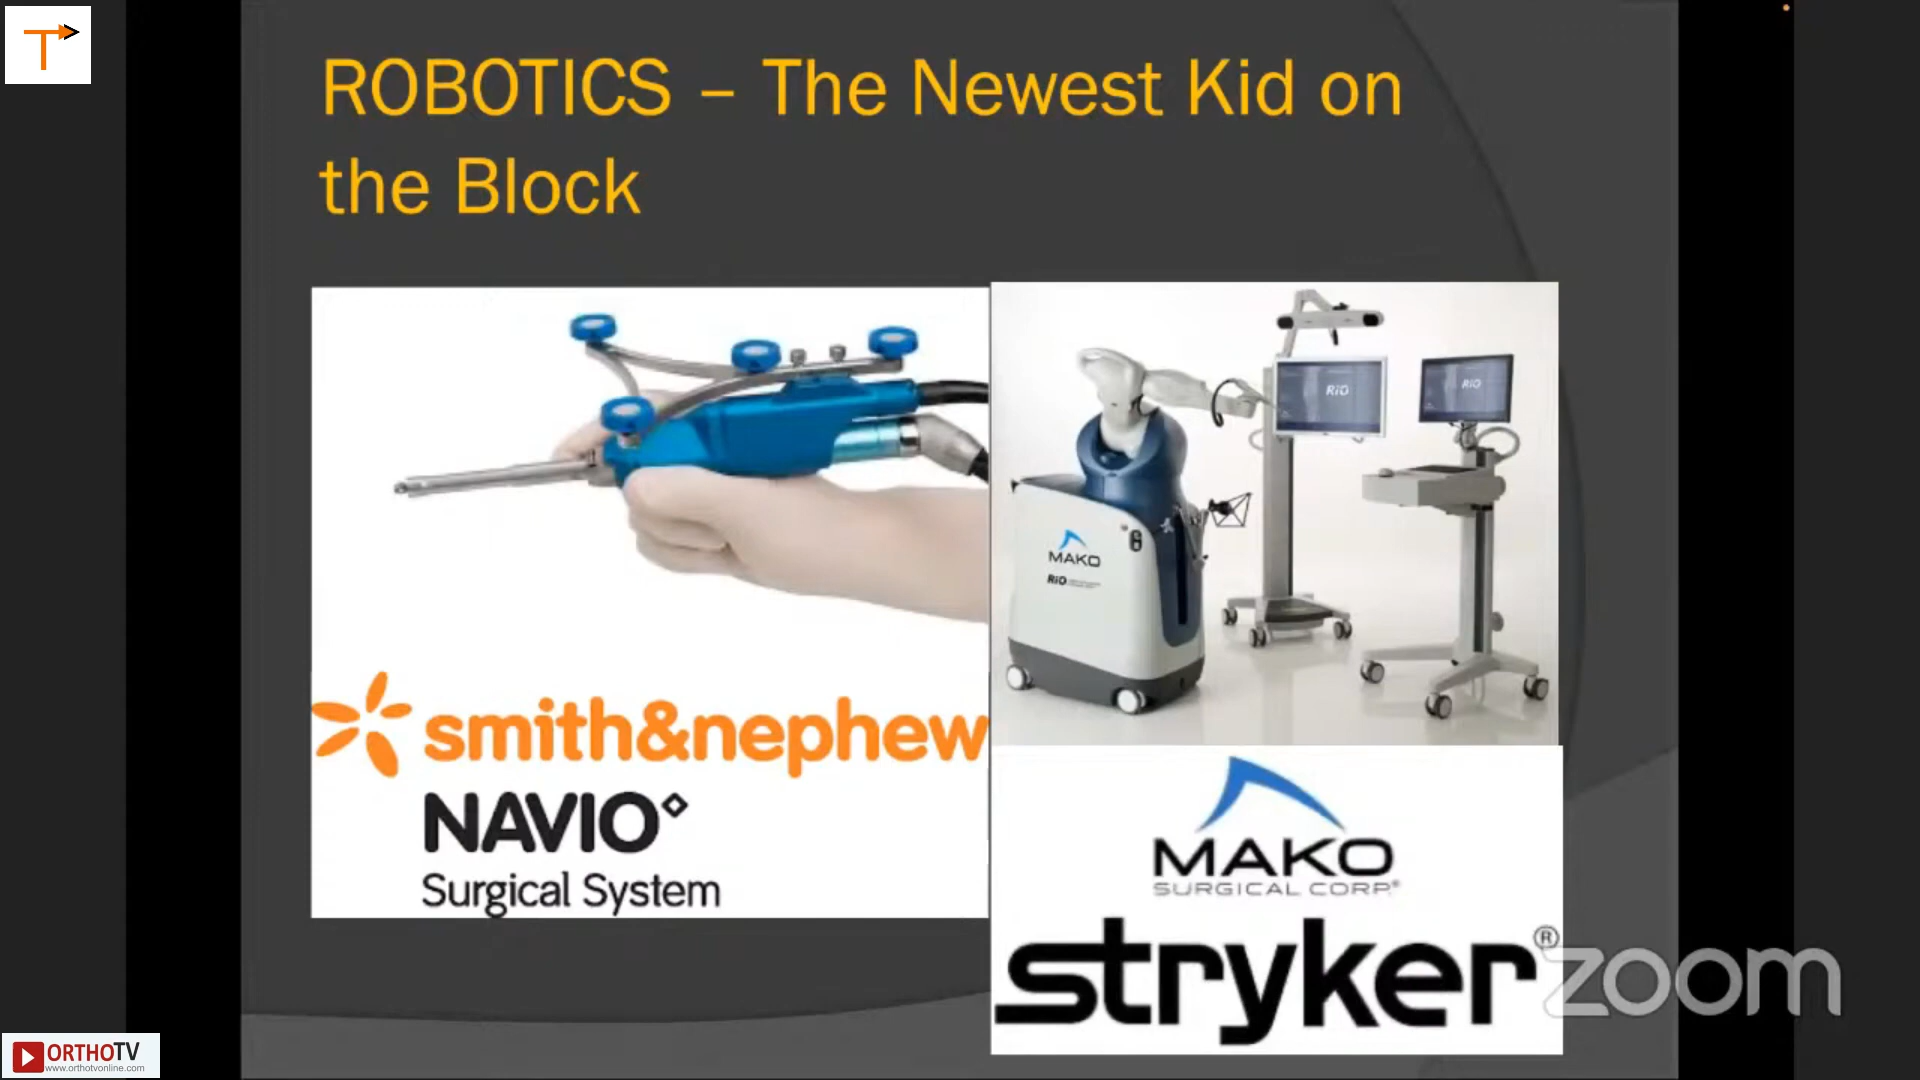 T
ROBOTICS – The Newest Kid on
the Block
smith&nephew
NAVIO
Surgical System
RiO
RiO
MAKO
RiO
MAKO
SURGICAL CORP.®
stryker®
zoom
ORTHOTV
www.orthotvonline.com